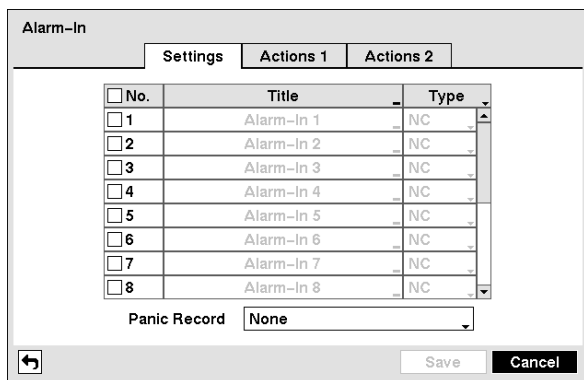 Alarm-In
Settings Actions 1 Actions 2
No. Title Type
1 Alarm-In 1 NC
2 Alarm-In 2 NC
3 Alarm-In 3 NC
4 Alarm-In 4 NC
5 Alarm-In 5 NC
6 Alarm-In 6 NC
7 Alarm-In 7 NC
8 Alarm-In 8 NC
Panic Record None
Save Cancel